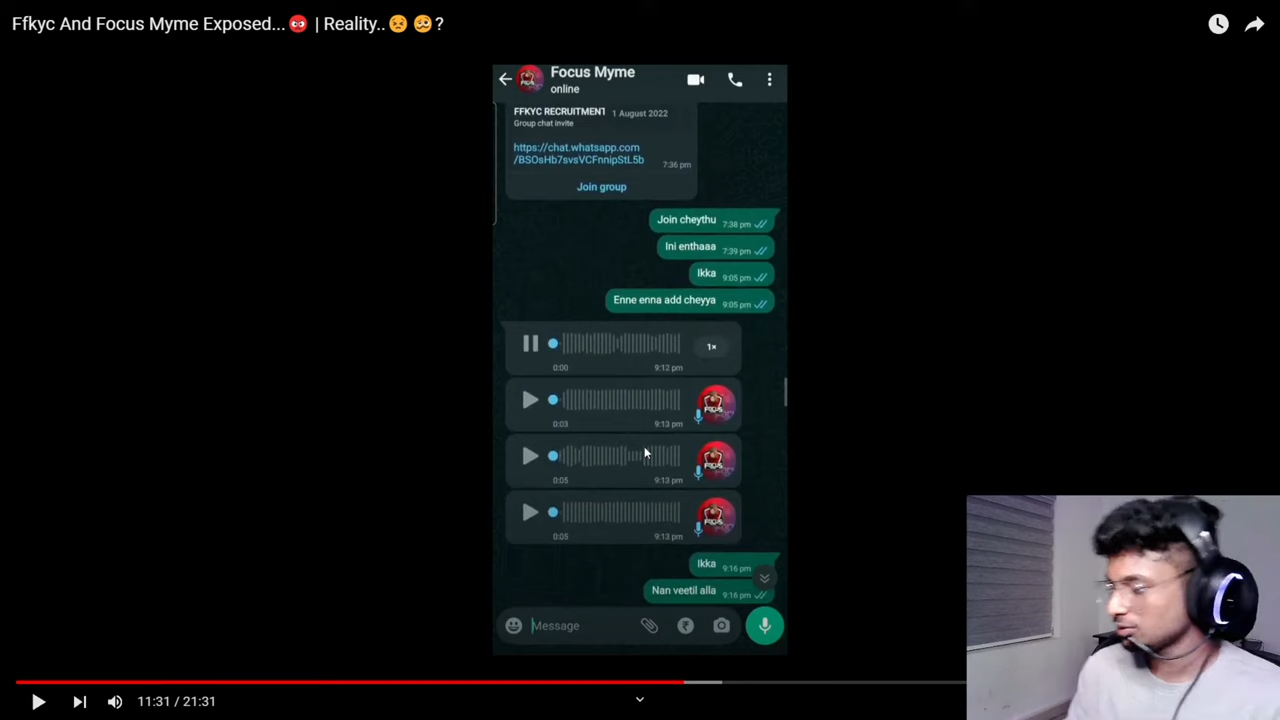 Ffkyc And Focus Myme Exposed...😡 | Reality..😣 🥺?
Focus Myme
online
FFKYC RECRUITMENT 1 August 2022
Group chat invite
https://chat.whatsapp.com
/BSOsHb7svsVCFnnipStL5b
7:36 pm
Join group
Join cheythu 7:38 pm
Ini enthaaa 7:39 pm
Ikka 9:05 pm
Enne enna add cheyya 9:05 pm
1×
0:00 9:12 pm
0:03 9:13 pm
0:05 9:13 pm
0:05 9:13 pm
Ikka 9:16 pm
Nan veetil alla 9:16 pm
Message
11:31 / 21:31